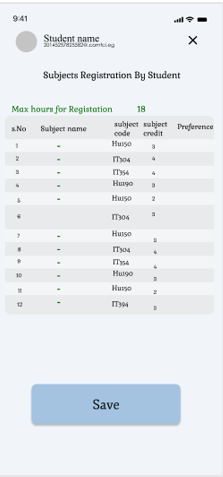 9:41
Student name
Subjects Registration By Student
Max hours for Registation 18
s.No Subject name subject code subject credit Preference
1 - Hu150 3
2 - IT304 4
3 - IT354 4
4 - Hu190 3
5 - Hu150 2
6 IT304 3
7 - Hu150 3
8 - IT304 4
9 - IT354 4
10 - Hu190 3
11 - Hu150 2
12 - IT394 3
Save